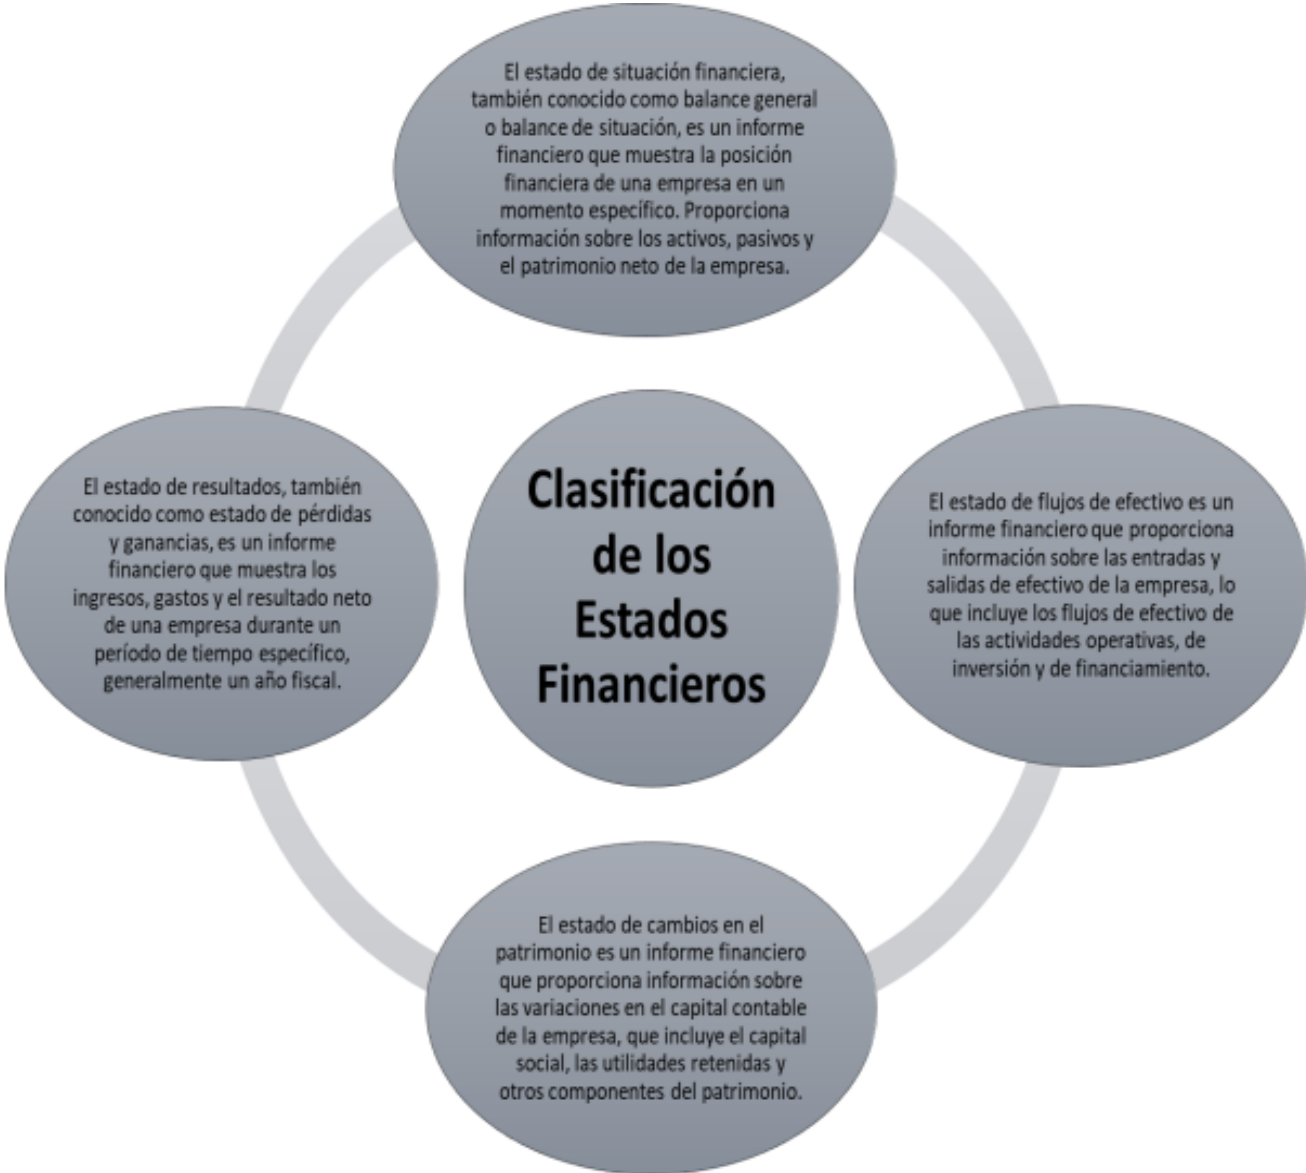 El estado de situación financiera,
también conocido como balance general
o balance de situación, es un informe
financiero que muestra la posición
financiera de una empresa en un
momento específico. Proporciona
información sobre los activos, pasivos y
el patrimonio neto de la empresa.
El estado de resultados, también
conocido como estado de pérdidas
y ganancias, es un informe
financiero que muestra los
ingresos, gastos y el resultado neto
de una empresa durante un
período de tiempo específico,
generalmente un año fiscal.
Clasificación
de los
Estados
Financieros
El estado de flujos de efectivo es un
informe financiero que proporciona
información sobre las entradas y
salidas de efectivo de la empresa, lo
que incluye los flujos de efectivo de
las actividades operativas, de
inversión y de financiamiento.
El estado de cambios en el
patrimonio es un informe financiero
que proporciona información sobre
las variaciones en el capital contable
de la empresa, que incluye el capital
social, las utilidades retenidas y
otros componentes del patrimonio.